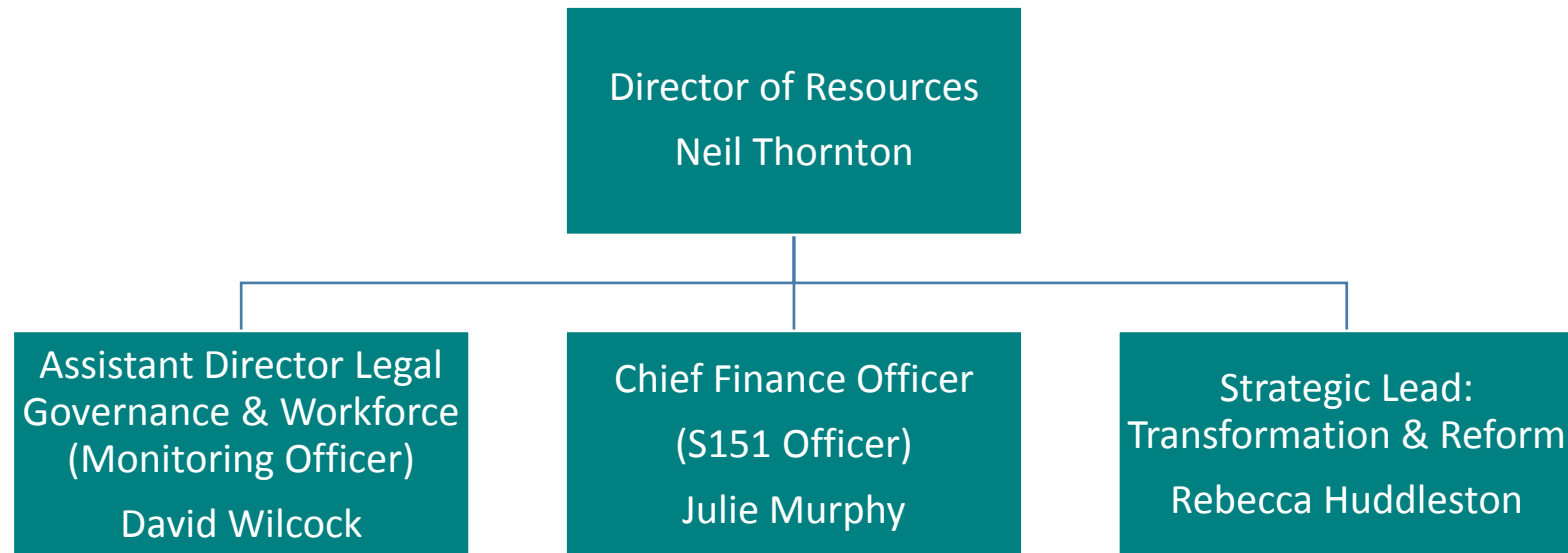 Director of Resources
Neil Thornton
Assistant Director Legal
Governance & Workforce
(Monitoring Officer)
David Wilcock
Chief Finance Officer
(S151 Officer)
Julie Murphy
Strategic Lead:
Transformation & Reform
Rebecca Huddleston